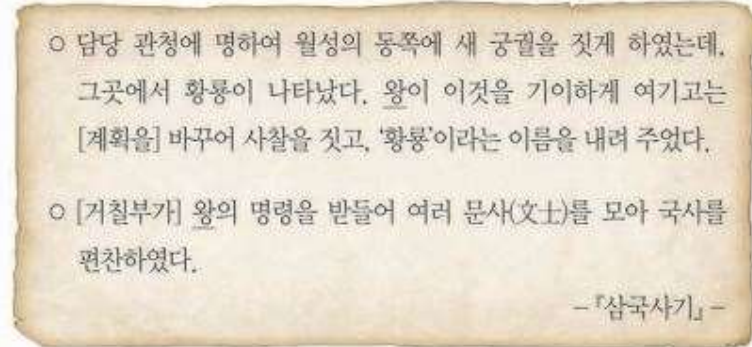 ○ 담당 관청에 명하여 월성의 동쪽에 새 궁궐을 짓게 하였는데,
그곳에서 황룡이 나타났다. 왕이 이것을 기이하게 여기고는
[계획을] 바꾸어 사찰을 짓고, '황룡'이라는 이름을 내려 주었다.
○ [거칠부가] 왕의 명령을 받들어 여러 문사(文士)를 모아 국사를
편찬하였다.
-『삼국사기』-